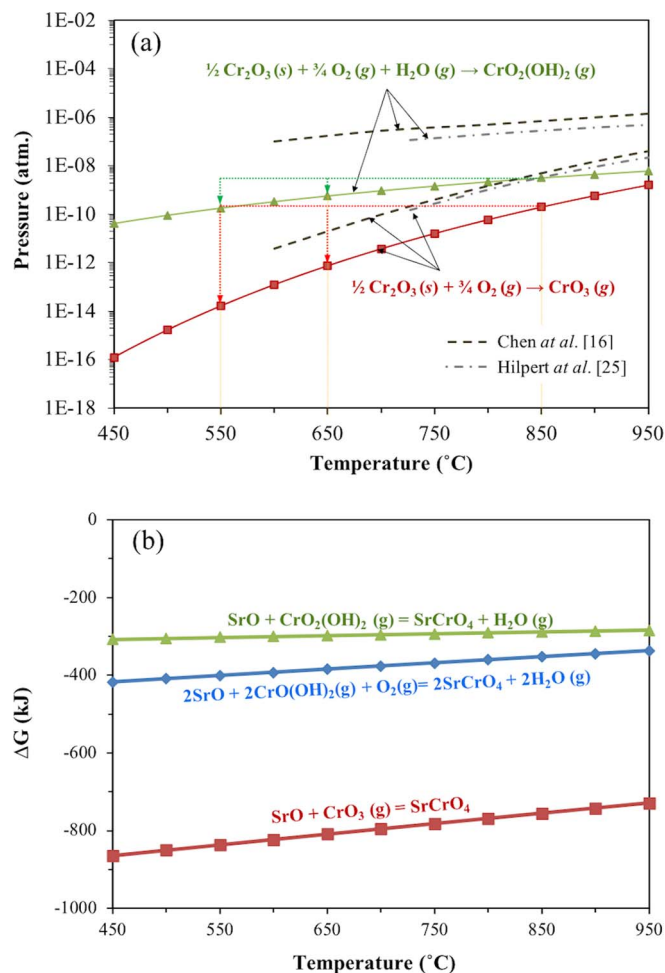 (a)
1E-02
1E-04
1E-06
1E-08
1E-10
1E-12
1E-14
1E-16
1E-18
Pressure (atm.)
½ Cr₂O₃ (s) + ¾ O₂ (g) + H₂O (g) → CrO₂(OH)₂ (g)
½ Cr₂O₃ (s) + ¾ O₂ (g) → CrO₃ (g)
Chen at al. [16]
Hilpert at al. [25]
450 550 650 750 850 950
Temperature (˚C)
(b)
0
-200
-400
-600
-800
-1000
ΔG (kJ)
SrO + CrO₂(OH)₂ (g) = SrCrO₄ + H₂O (g)
2SrO + 2CrO(OH)₂(g) + O₂(g)= 2SrCrO₄ + 2H₂O (g)
SrO + CrO₃ (g) = SrCrO₄
450 550 650 750 850 950
Temperature (˚C)